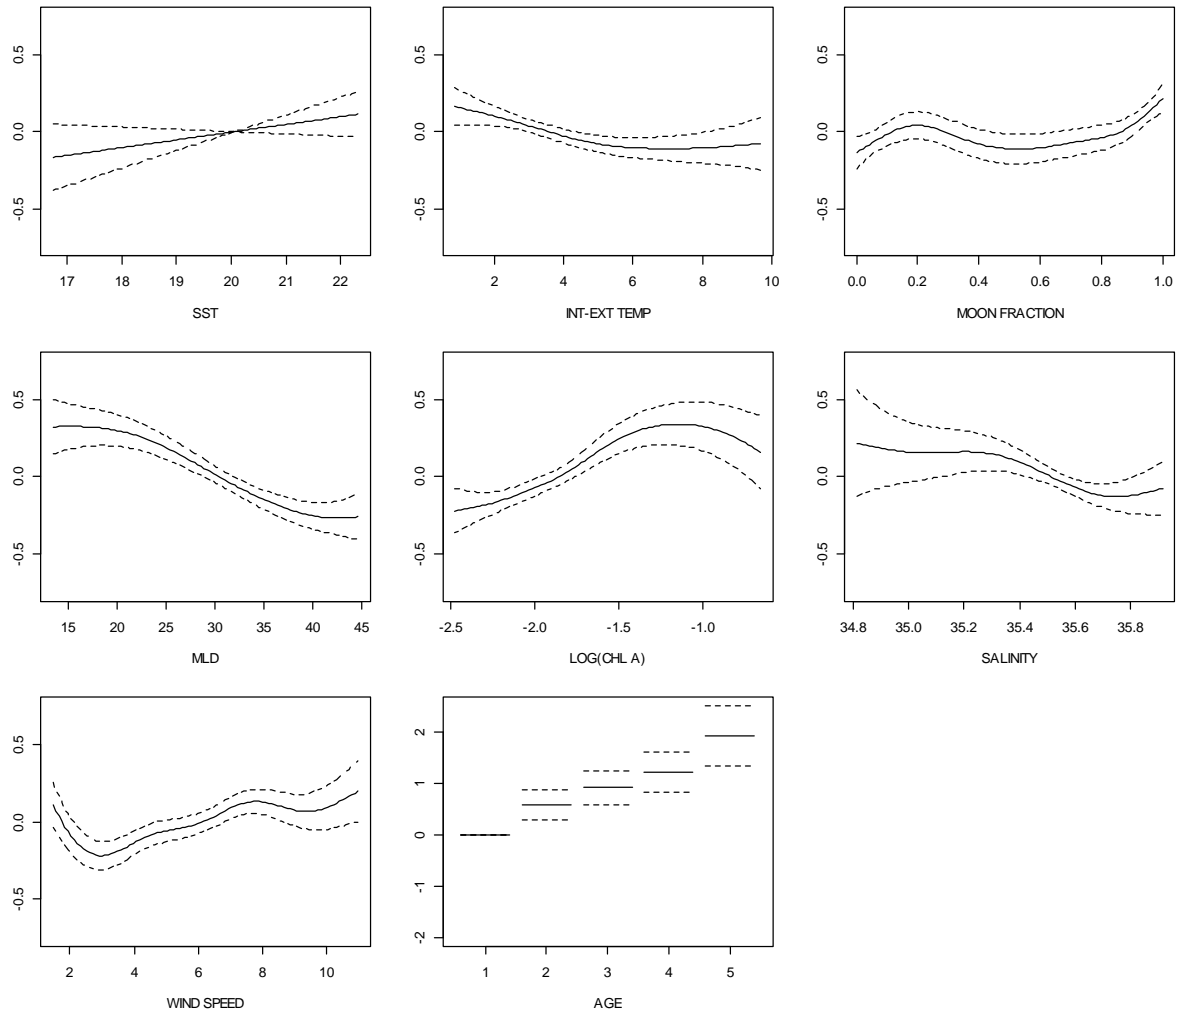 0.5
0.0
-0.5
17 18 19 20 21 22
SST
0.5
0.0
-0.5
2 4 6 8 10
INT-EXT TEMP
0.5
0.0
-0.5
0.0 0.2 0.4 0.6 0.8 1.0
MOON FRACTION
0.5
0.0
-0.5
15 20 25 30 35 40 45
MLD
0.5
0.0
-0.5
-2.5 -2.0 -1.5 -1.0
LOG(CHL A)
0.5
0.0
-0.5
34.8 35.0 35.2 35.4 35.6 35.8
SALINITY
0.5
0.0
-0.5
2 4 6 8 10
WIND SPEED
2
1
0
-1
-2
1 2 3 4 5
AGE